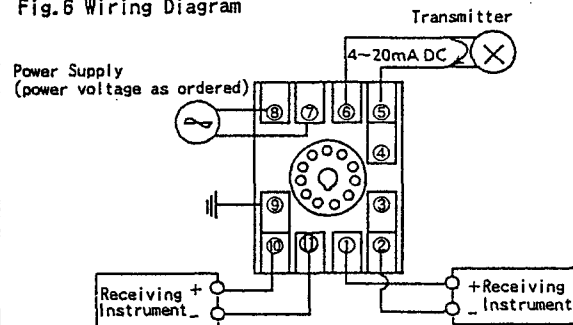 Fig.6 Wiring Diagram
Transmitter
4~20mA DC
Power Supply
(power voltage as ordered)
⑧ ⑦ ⑥ ⑤
④
⑨ ③
⑩ ⑪ ① ②
Receiving +
Instrument -
+Receiving
- Instrument